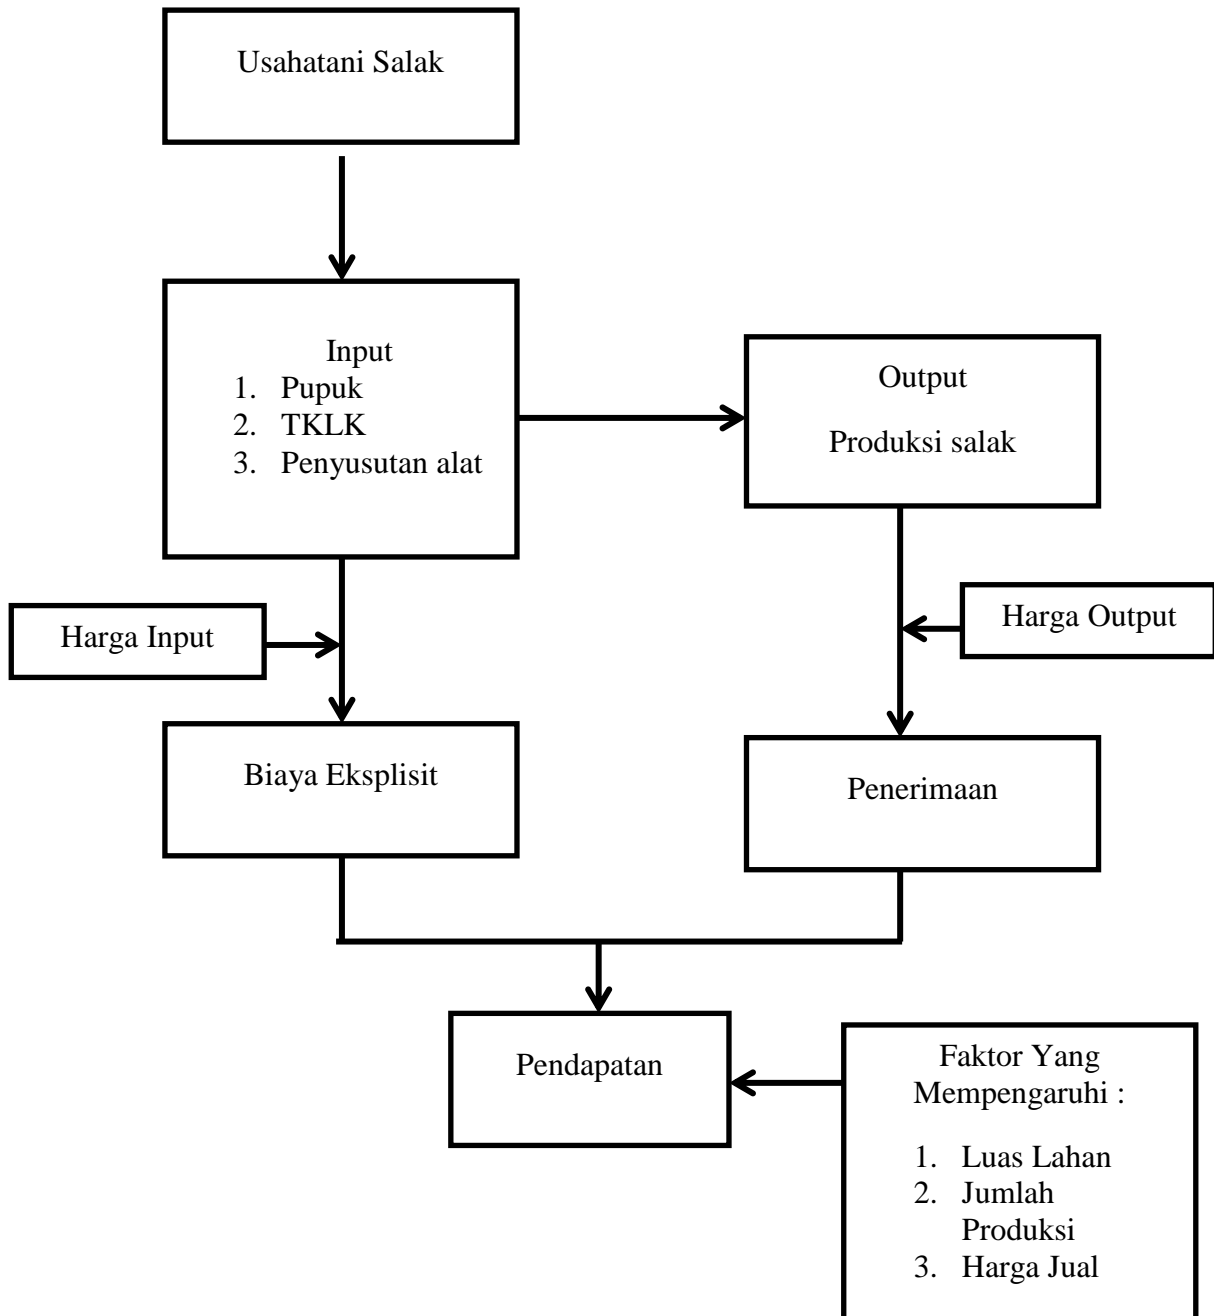 Usahatani Salak
Input
1. Pupuk
2. TKLK
3. Penyusutan alat
Output
Produksi salak
Harga Input
Harga Output
Biaya Eksplisit
Penerimaan
Pendapatan
Faktor Yang
Mempengaruhi :
1. Luas Lahan
2. Jumlah
Produksi
3. Harga Jual